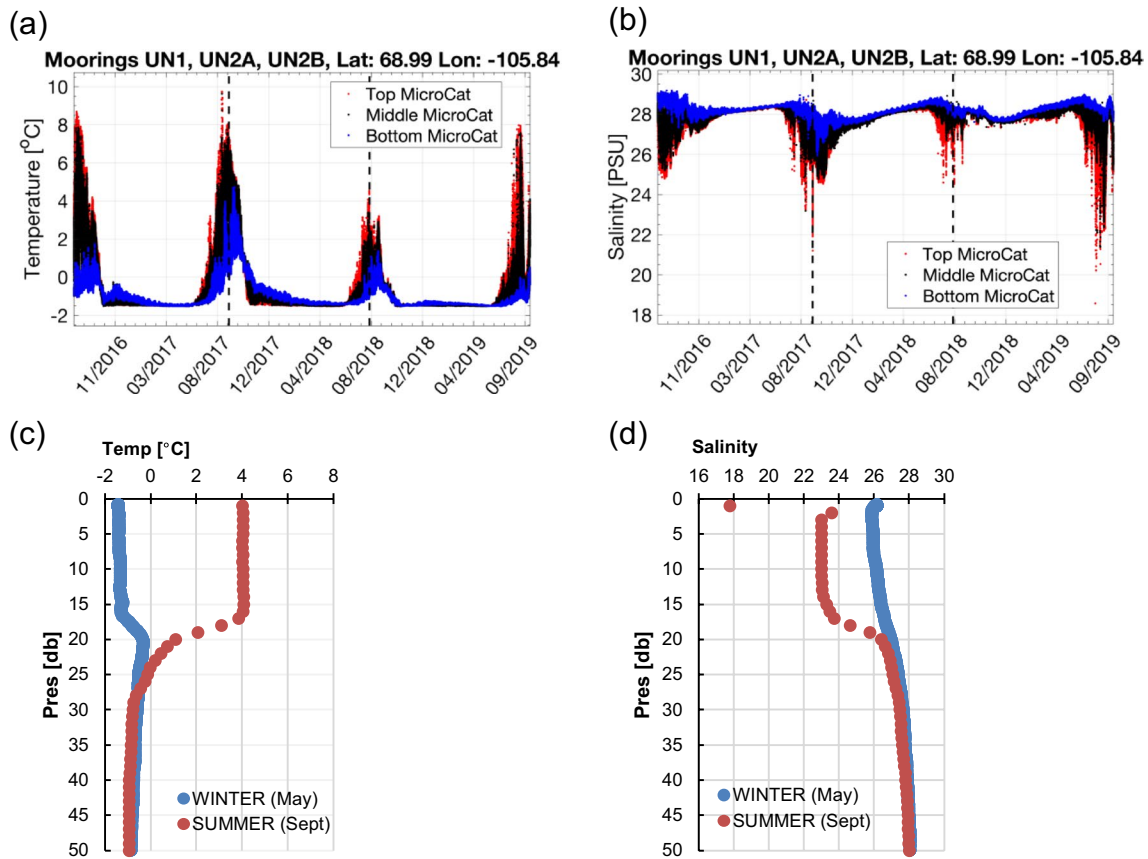 (a)
Moorings UN1, UN2A, UN2B, Lat: 68.99 Lon: -105.84
10
8
6
4
2
0
-2
Temperature [°C]
Top MicroCat
Middle MicroCat
Bottom MicroCat
11/2016
03/2017
08/2017
12/2017
04/2018
08/2018
12/2018
04/2019
09/2019
(b)
Moorings UN1, UN2A, UN2B, Lat: 68.99 Lon: -105.84
30
28
26
24
22
20
28
18
Salinity [PSU]
Top MicroCat
Middle MicroCat
Bottom MicroCat
11/2016
03/2017
08/2017
12/2017
04/2018
08/2018
12/2018
04/2019
09/2019
(c)
Temp [°C]
-2 0 2 4 6 8
0
5
10
15
20
25
30
35
40
45
50
Pres [db]
WINTER (May)
SUMMER (Sept)
(d)
Salinity
16 18 20 22 24 26 28 30
0
5
10
15
20
25
30
35
40
45
50
Pres [db]
WINTER (May)
SUMMER (Sept)